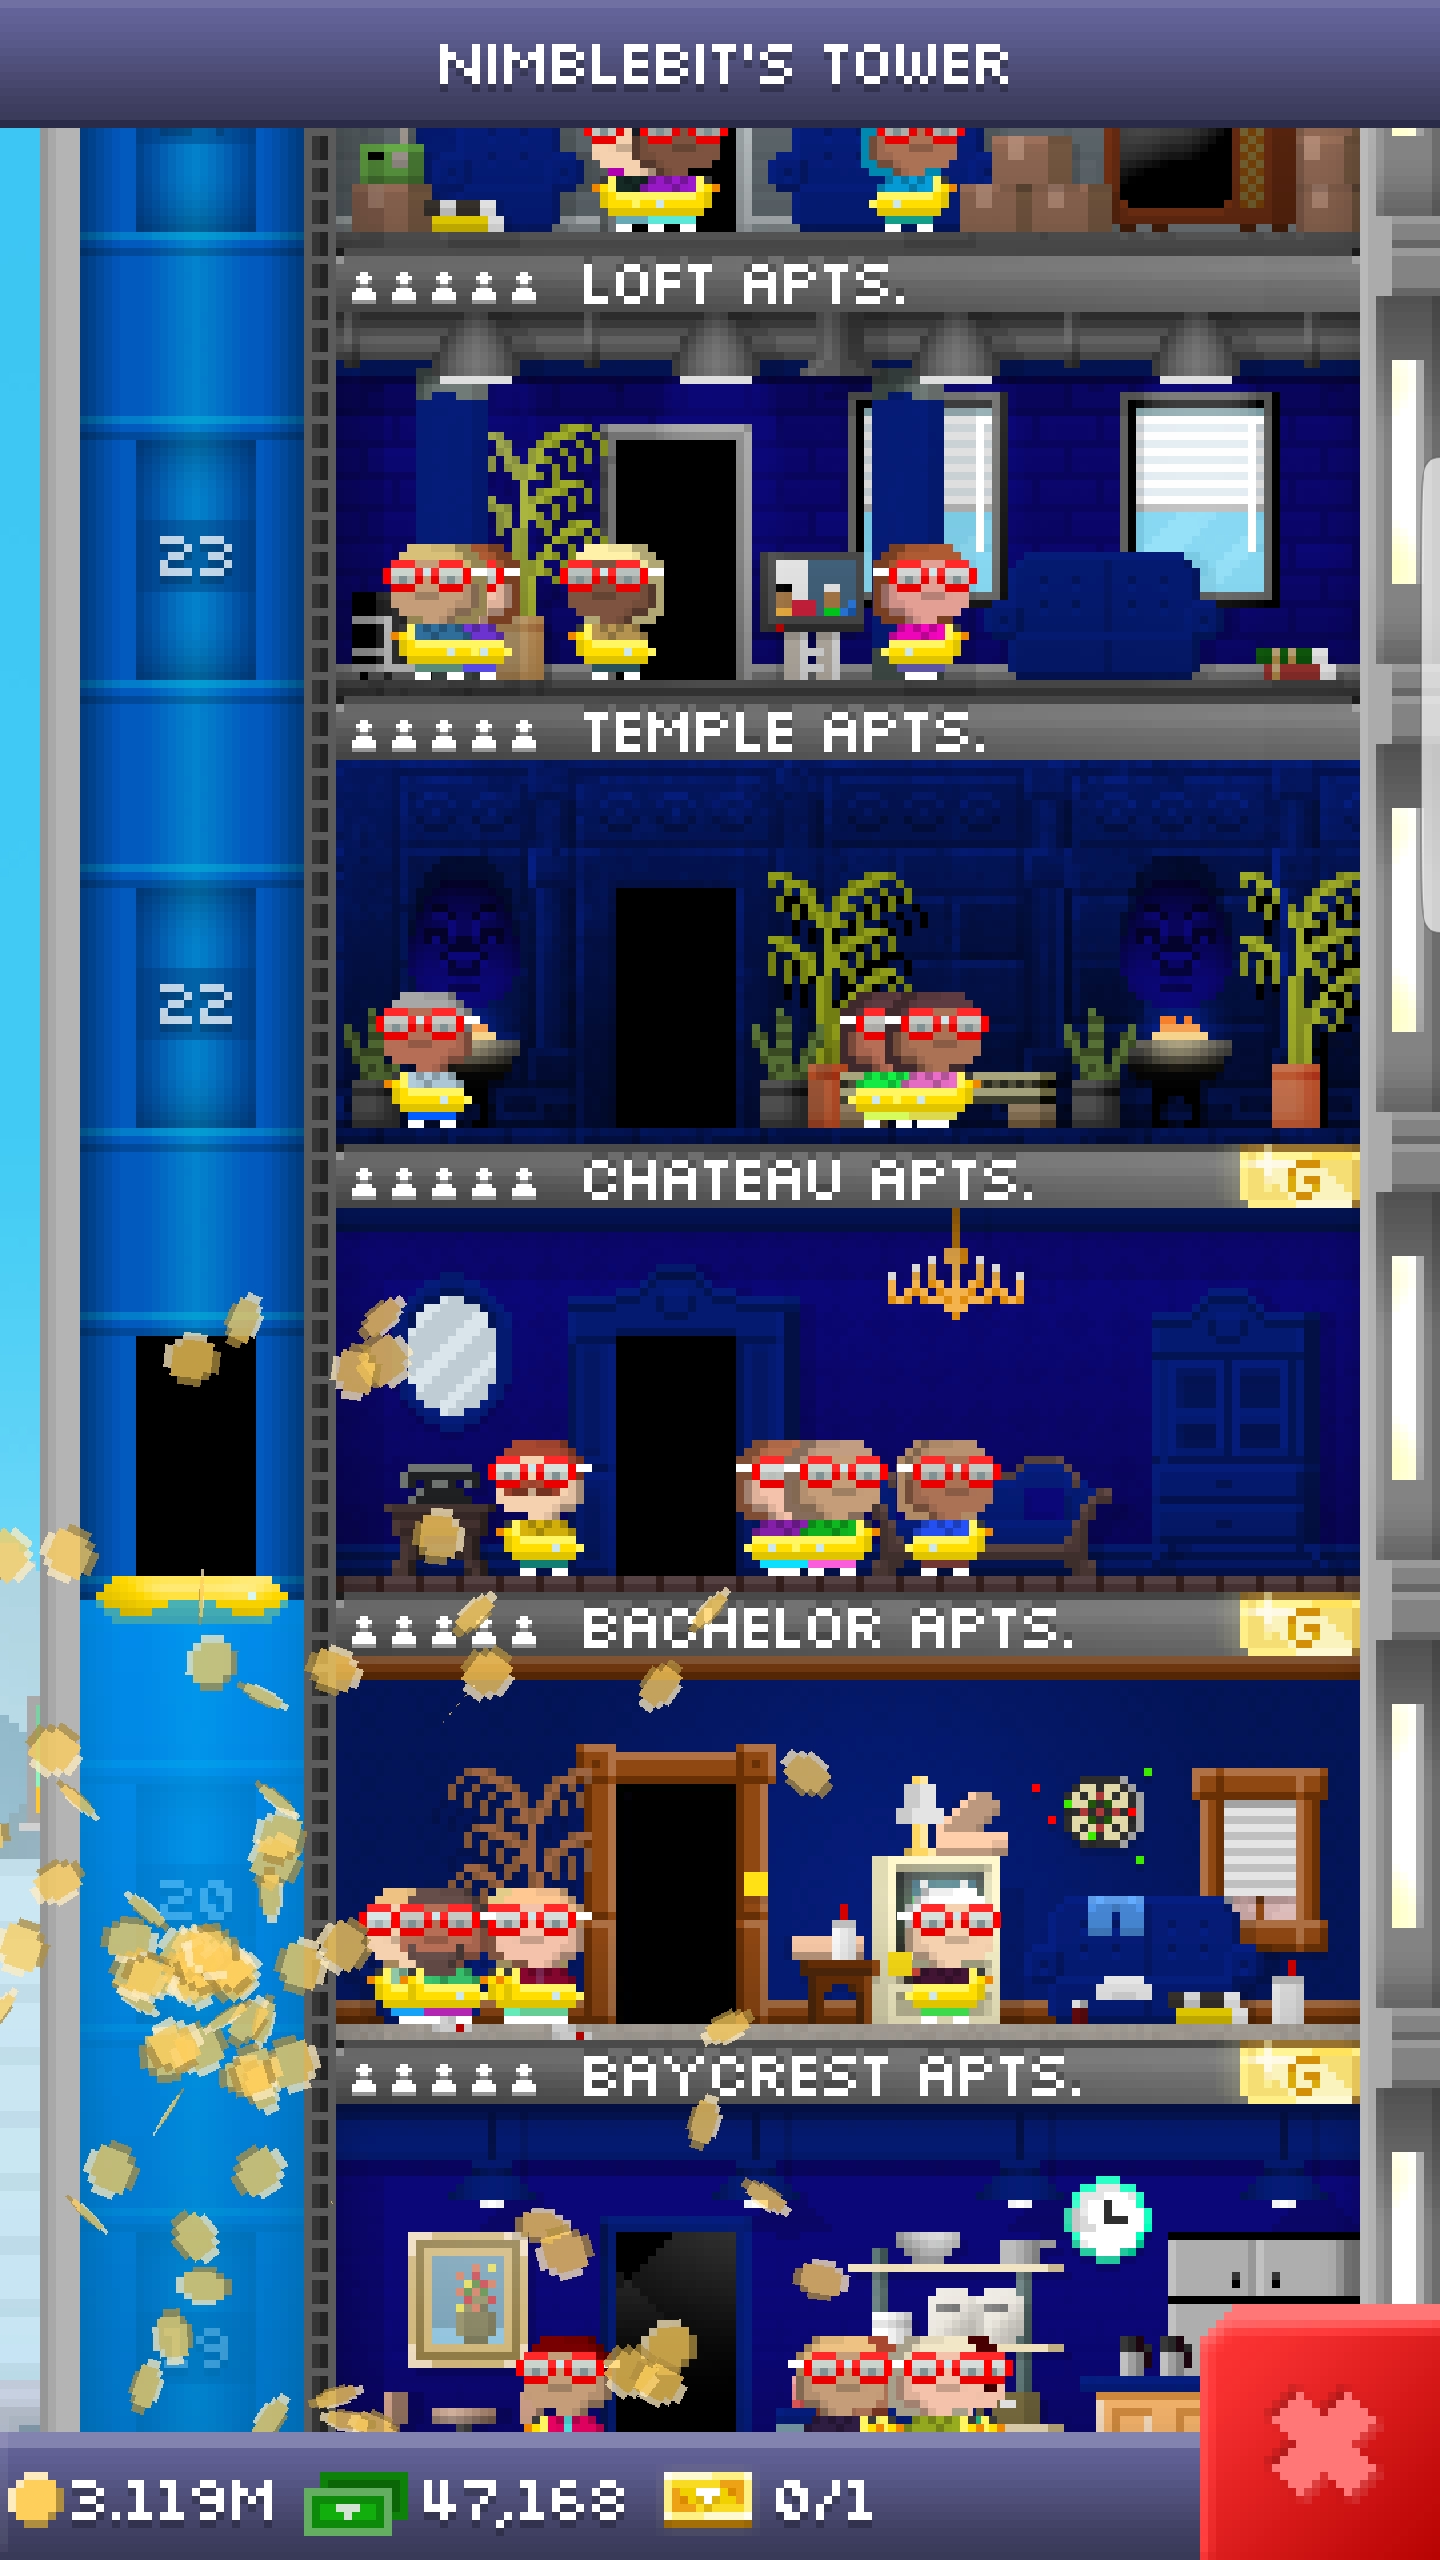 NIMBLEBIT'S TOWER
LOFT APTS.
23
TEMPLE APTS.
22
CHATEAU APTS. G
BACHELOR APTS. G
20
BAYCREST APTS. G
3.119M 47,168 0/1